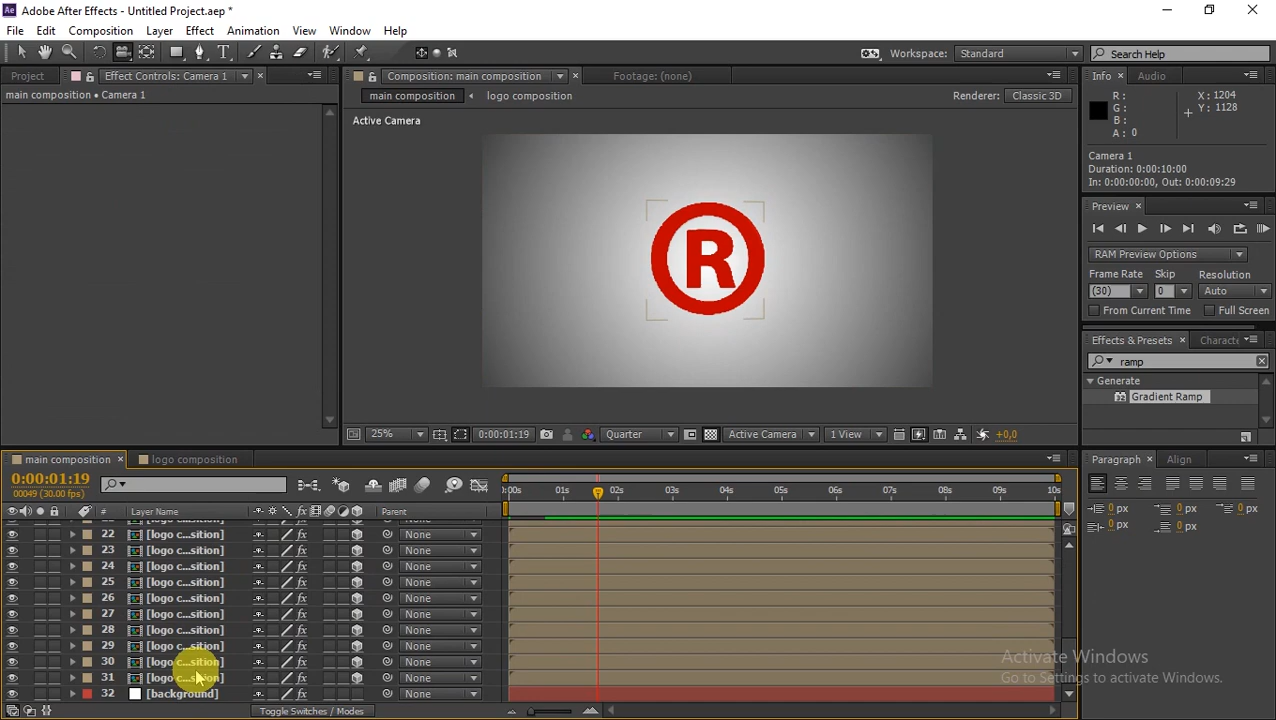 Adobe After Effects - Untitled Project.aep *
File Edit Composition Layer Effect Animation View Window Help
Workspace: Standard Search Help
Project Effect Controls: Camera 1 Composition: main composition Footage: (none) Info Audio
main composition • Camera 1
main composition logo composition Renderer: Classic 3D
Active Camera
R: X: 1204
G: Y: 1128
B:
A: 0
Camera 1
Duration: 0:00:10:00
In: 0:00:00:00, Out: 0:00:09:29
Preview
RAM Preview Options
Frame Rate Skip Resolution
(30) 0 Auto
From Current Time Full Screen
Effects & Presets Characte
ramp
Generate
Gradient Ramp
R
25% 0:00:01:19 Quarter Active Camera 1 View +0,0
main composition logo composition
0:00:01:19
00049 (30.00 fps)
# Layer Name Parent
0:00s 01s 02s 03s 04s 05s 06s 07s 08s 09s 10s
22 [logo c...sition] None
23 [logo c...sition] None
24 [logo c...sition] None
25 [logo c...sition] None
26 [logo c...sition] None
27 [logo c...sition] None
28 [logo c...sition] None
29 [logo c...sition] None
30 [logo c...sition] None
31 [logo c...sition] None
32 [background] None
Toggle Switches / Modes
Paragraph Align
0 px 0 px 0 px
0 px 0 px
Activate Windows
Go to Settings to activate Windows.